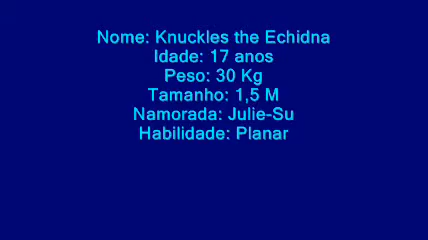 Nome: Knuckles the Echidna
Idade: 17 anos
Peso: 30 Kg
Tamanho: 1,5 M
Namorada: Julie-Su
Habilidade: Planar